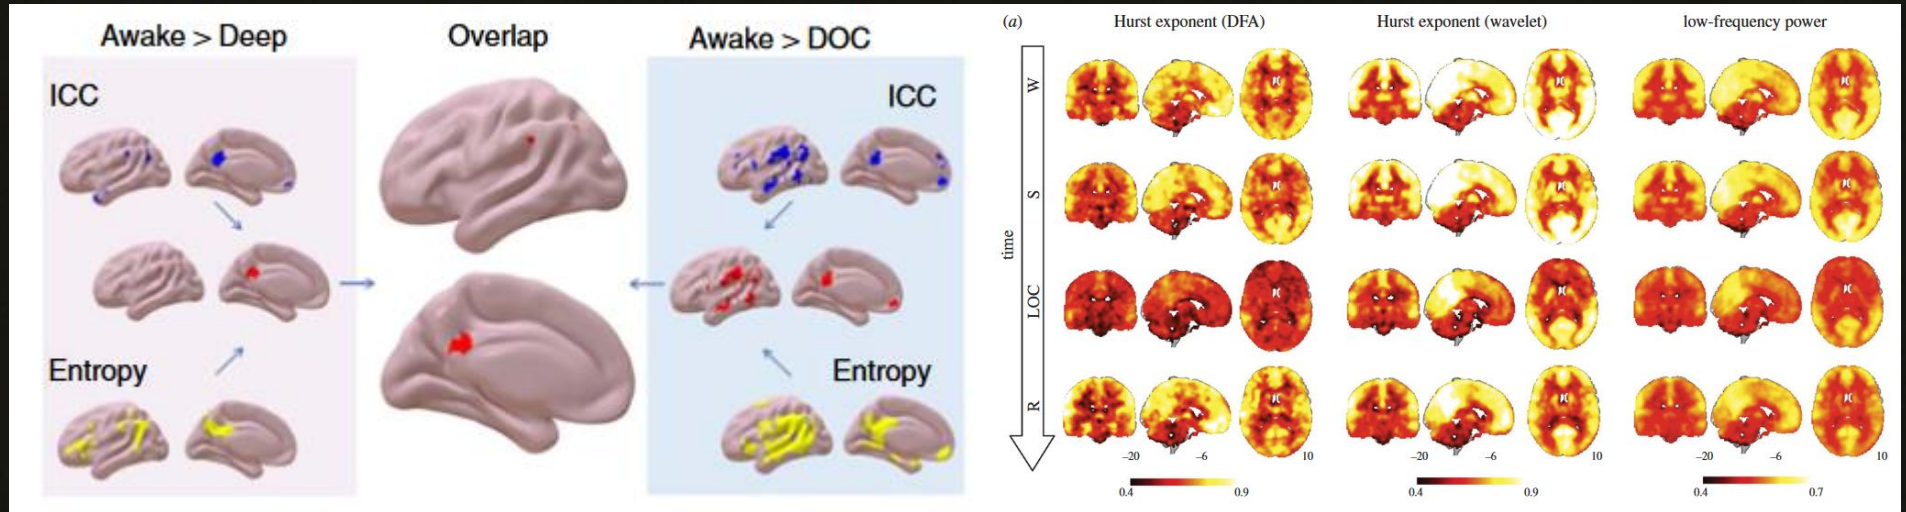 Awake > Deep
Overlap
Awake > DOC
ICC
ICC
Entropy
Entropy
(a)
Hurst exponent (DFA)
Hurst exponent (wavelet)
low-frequency power
time
W
S
LOC
R
−20 −6 10
−20 −6 10
−20 −6 10
0.4 0.9
0.4 0.9
0.4 0.7